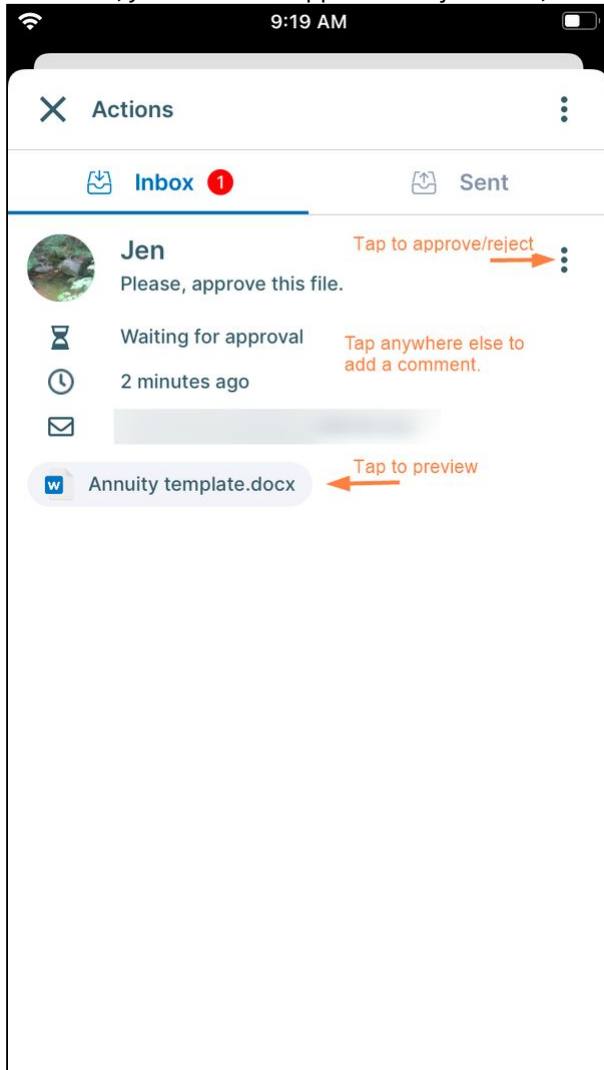 9:19 AM
Actions
Inbox 1
Sent
Jen
Tap to approve/reject
Please, approve this file.
Waiting for approval
Tap anywhere else to
add a comment.
2 minutes ago
Tap to preview
W Annuity template.docx